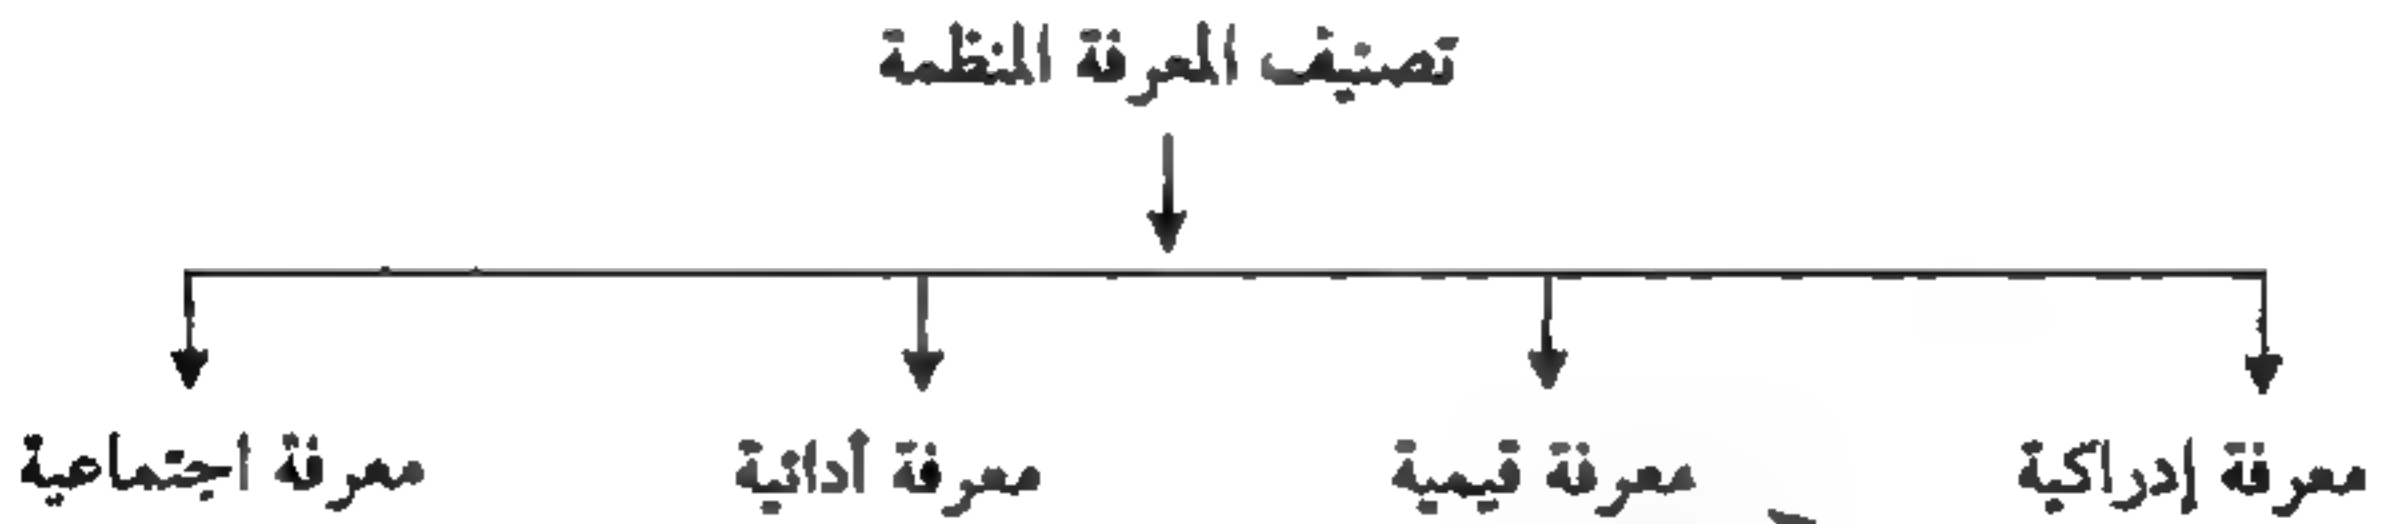 تصنيف المعرفة المنظمة
معرفة إدراكية
معرفة قيمية
معرفة أدائية
معرفة اجتماعية